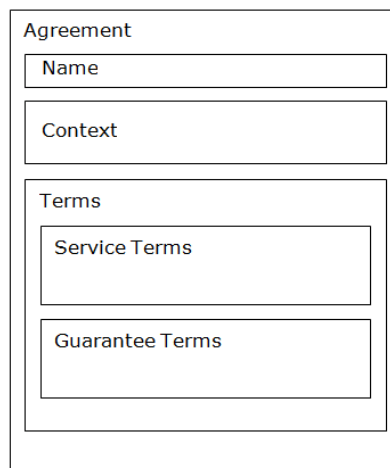 Agreement
Name
Context
Terms
Service Terms
Guarantee Terms